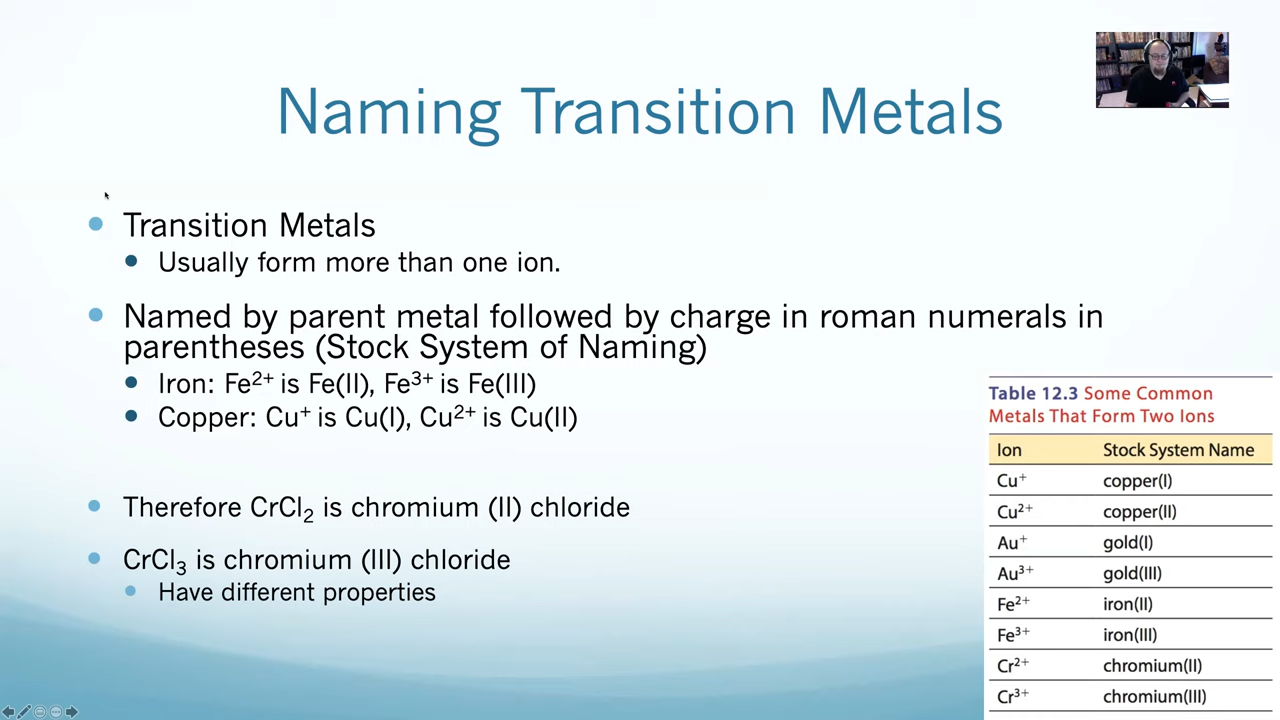 Naming Transition Metals
Transition Metals
Usually form more than one ion.
Named by parent metal followed by charge in roman numerals in
parentheses (Stock System of Naming)
Iron: Fe²⁺ is Fe(II), Fe³⁺ is Fe(III)
Copper: Cu⁺ is Cu(I), Cu²⁺ is Cu(II)
Therefore CrCl₂ is chromium (II) chloride
CrCl₃ is chromium (III) chloride
Have different properties
Table 12.3 Some Common
Metals That Form Two Ions
Ion Stock System Name
Cu⁺ copper(I)
Cu²⁺ copper(II)
Au⁺ gold(I)
Au³⁺ gold(III)
Fe²⁺ iron(II)
Fe³⁺ iron(III)
Cr²⁺ chromium(II)
Cr³⁺ chromium(III)